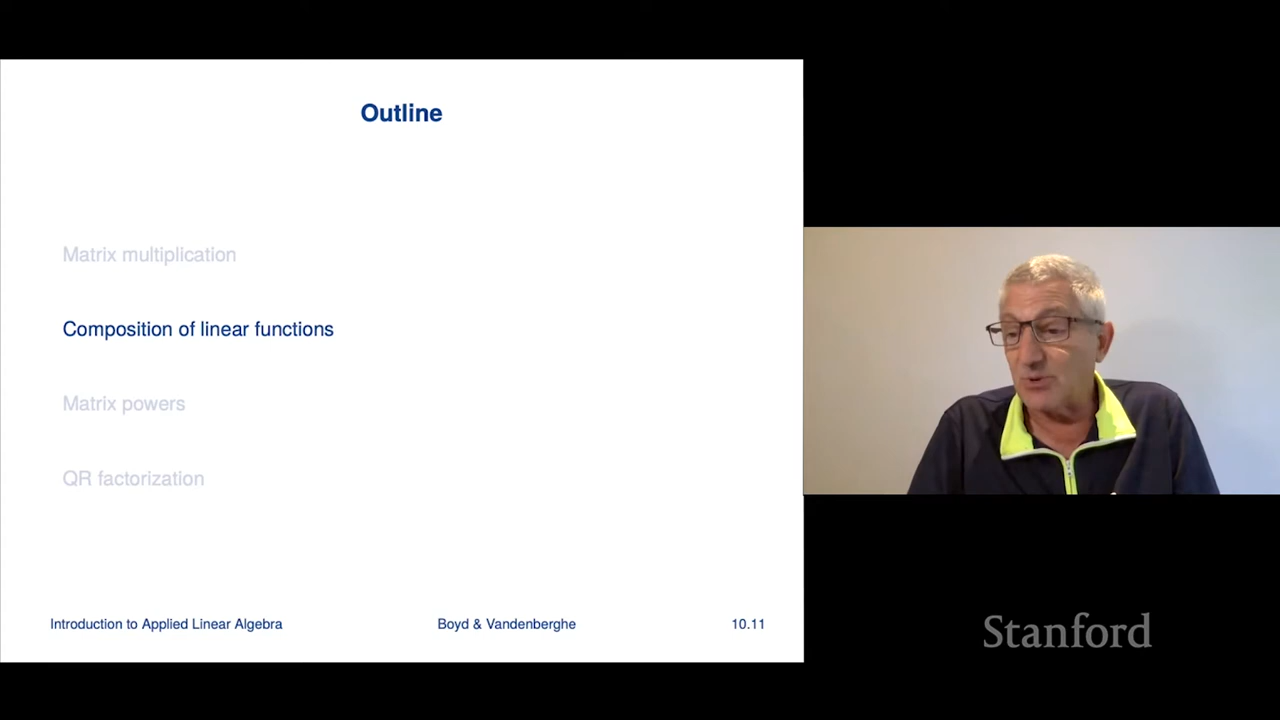 Outline
Matrix multiplication
Composition of linear functions
Matrix powers
QR factorization
Introduction to Applied Linear Algebra
Boyd & Vandenberghe
10.11
Stanford